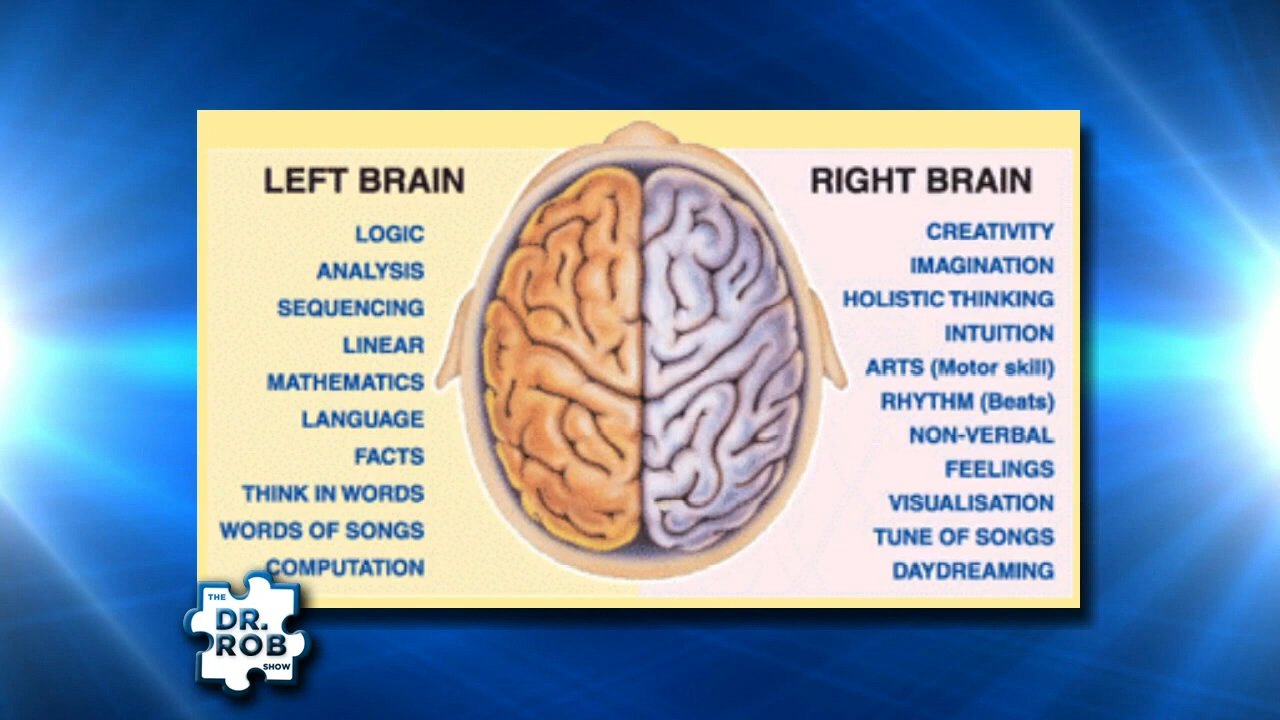 LEFT BRAIN
LOGIC
ANALYSIS
SEQUENCING
LINEAR
MATHEMATICS
LANGUAGE
FACTS
THINK IN WORDS
WORDS OF SONGS
COMPUTATION
RIGHT BRAIN
CREATIVITY
IMAGINATION
HOLISTIC THINKING
INTUITION
ARTS (Motor skill)
RHYTHM (Beats)
NON-VERBAL
FEELINGS
VISUALISATION
TUNE OF SONGS
DAYDREAMING
THE
DR.
ROB
SHOW